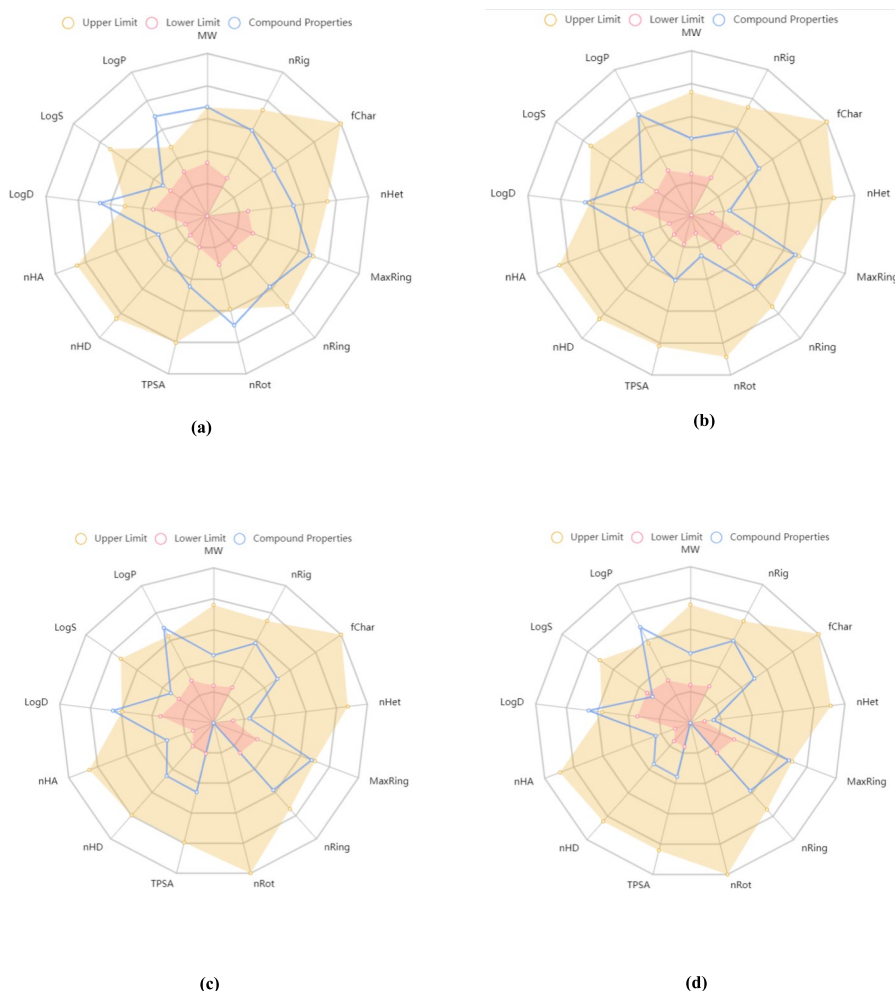 Upper Limit Lower Limit Compound Properties
MW
LogP nRig
LogS fChar
LogD nHet
nHA MaxRing
nHD nRing
TPSA nRot
(a)
Upper Limit Lower Limit Compound Properties
MW
LogP nRig
LogS fChar
LogD nHet
nHA MaxRing
nHD nRing
TPSA nRot
(b)
Upper Limit Lower Limit Compound Properties
MW
LogP nRig
LogS fChar
LogD nHet
nHA MaxRing
nHD nRing
TPSA nRot
(c)
Upper Limit Lower Limit Compound Properties
MW
LogP nRig
LogS fChar
LogD nHet
nHA MaxRing
nHD nRing
TPSA nRot
(d)